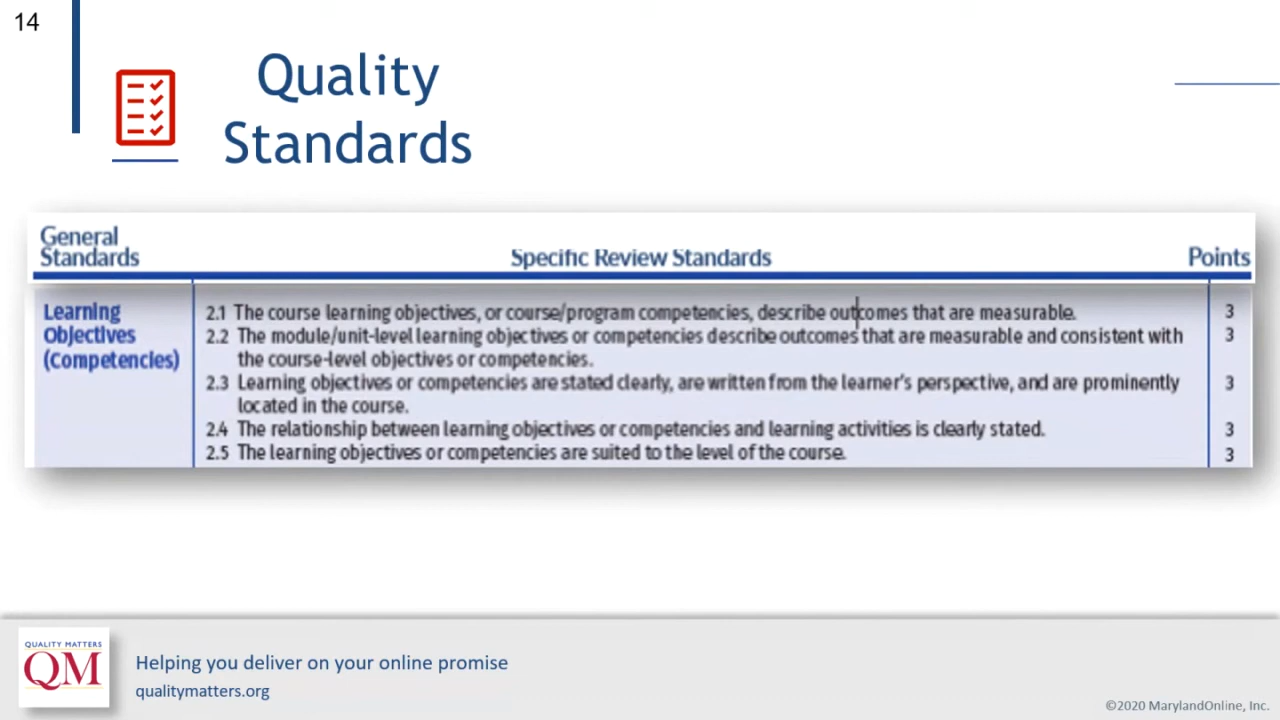 14
Quality
Standards
General
Standards
Specific Review Standards
Points
Learning
Objectives
(Competencies)
2.1 The course learning objectives, or course/program competencies, describe outcomes that are measurable. 3
2.2 The module/unit-level learning objectives or competencies describe outcomes that are measurable and consistent with 3
the course-level objectives or competencies.
2.3 Learning objectives or competencies are stated clearly, are written from the learner's perspective, and are prominently 3
located in the course.
2.4 The relationship between learning objectives or competencies and learning activities is clearly stated. 3
2.5 The learning objectives or competencies are suited to the level of the course. 3
QUALITY MATTERS
QM
Helping you deliver on your online promise
qualitymatters.org
©2020 MarylandOnline, Inc.